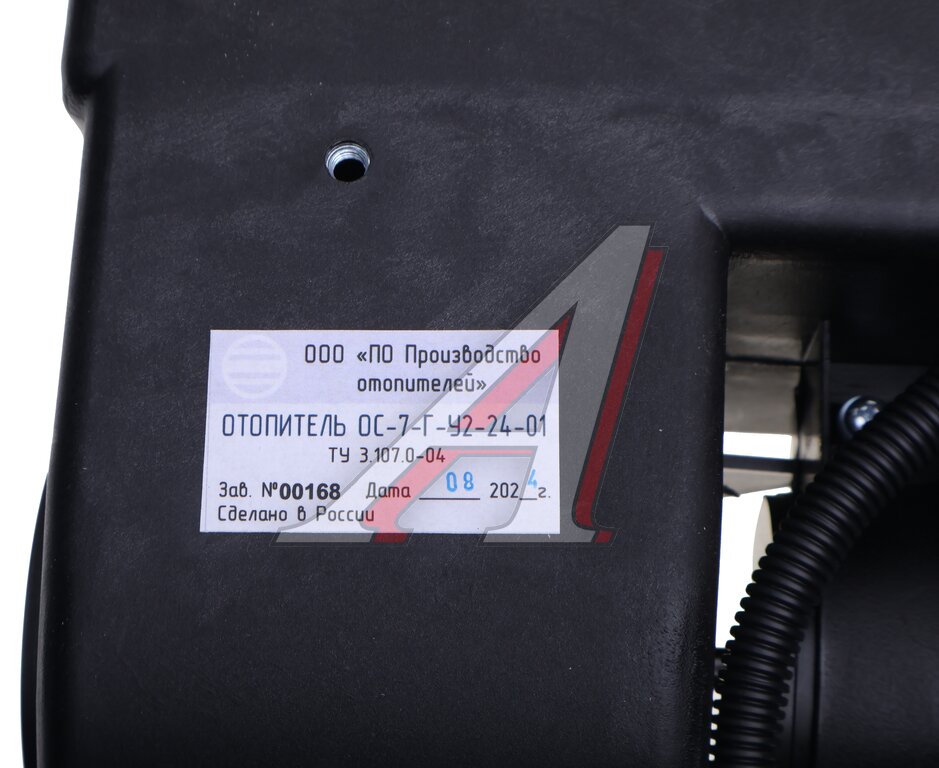 ООО «ПО Производство
отопителей»
ОТОПИТЕЛЬ ОС-7-Г-У2-24-01
ТУ 3.107.0-04
Зав. №00168 Дата 08 2024г.
Сделано в России